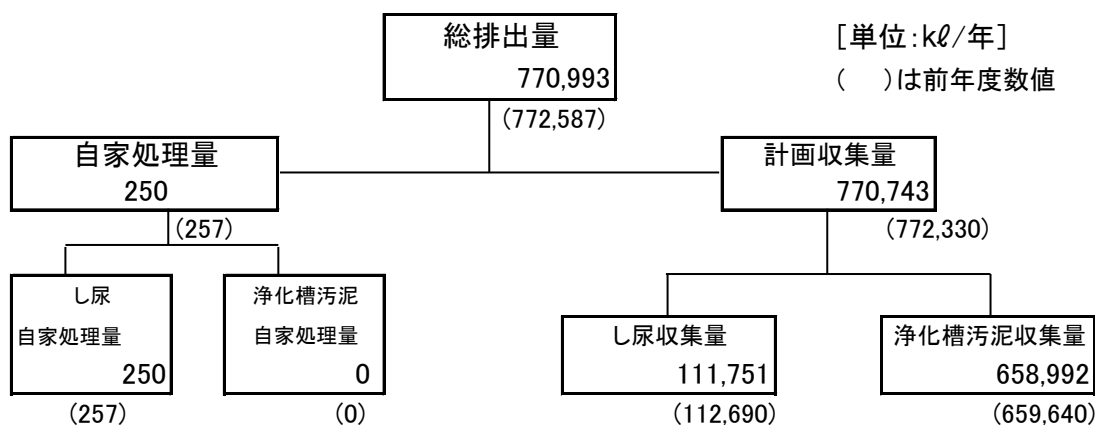 総排出量
770,993
(772,587)
[単位:kℓ/年]
(　)は前年度数値
自家処理量
250
(257)
計画収集量
770,743
(772,330)
し尿
自家処理量
250
(257)
浄化槽汚泥
自家処理量
0
(0)
し尿収集量
111,751
(112,690)
浄化槽汚泥収集量
658,992
(659,640)